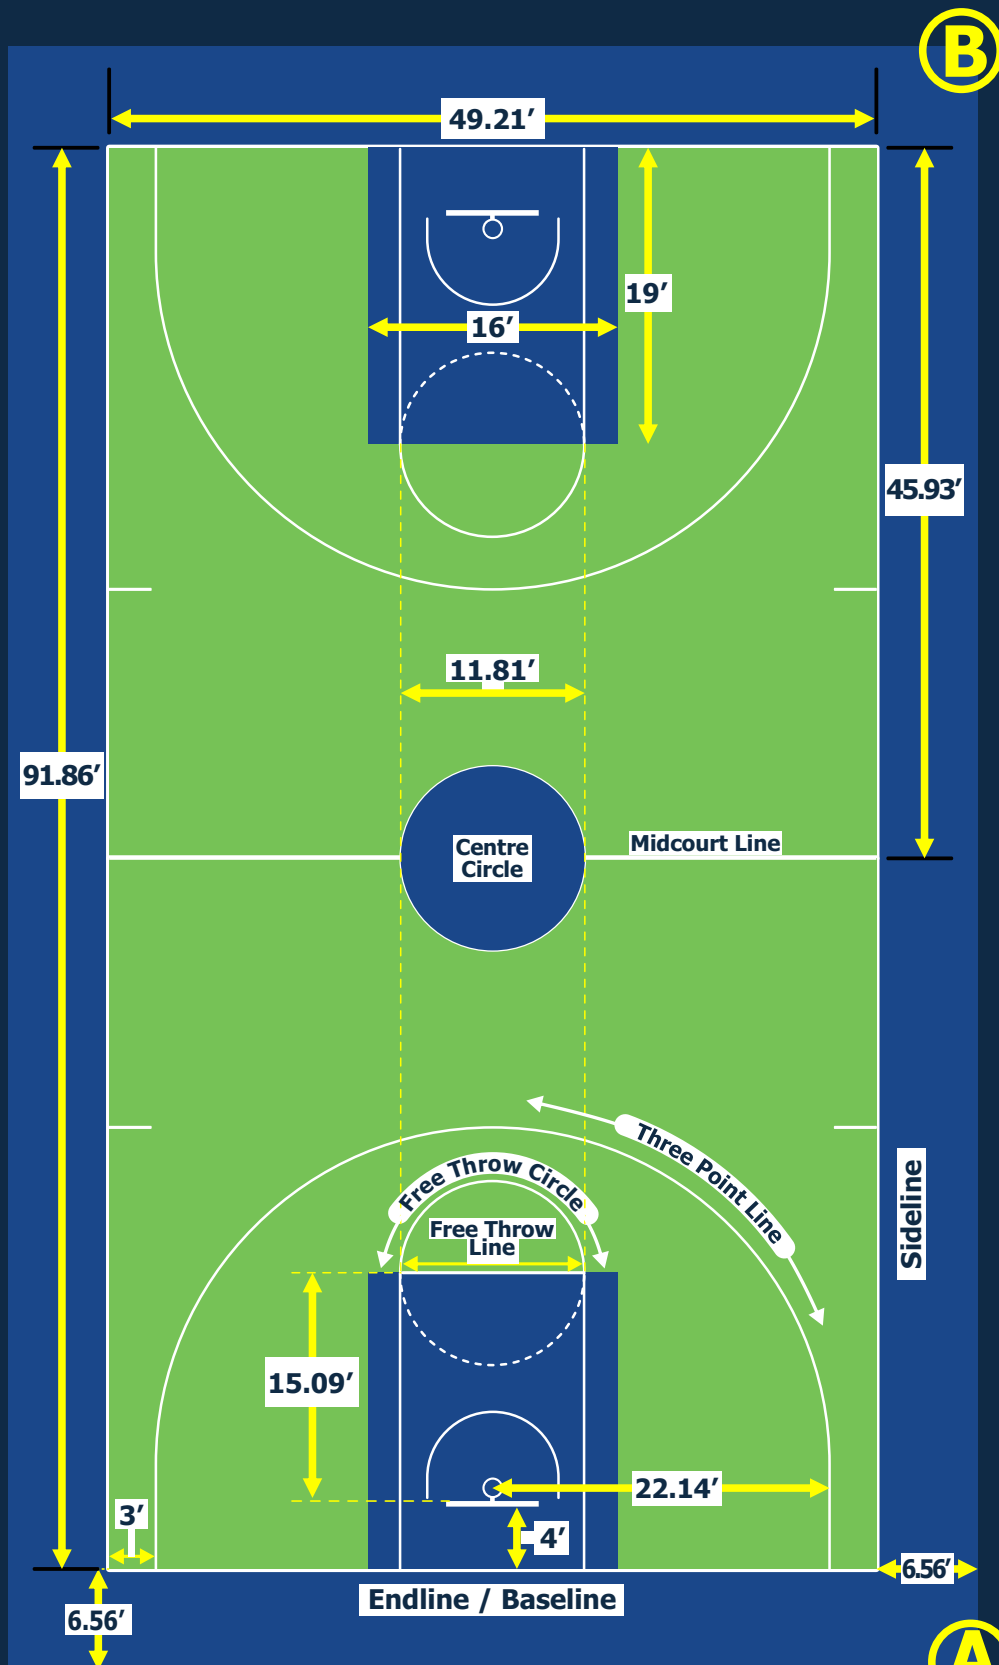 B
49.21’
19’
16’
45.93’
11.81’
91.86’
Centre
Circle
Midcourt Line
Three Point Line
Free Throw Circle
Sideline
Free Throw
Line
15.09’
22.14’
3’
4’
6.56’
6.56’
Endline / Baseline
A